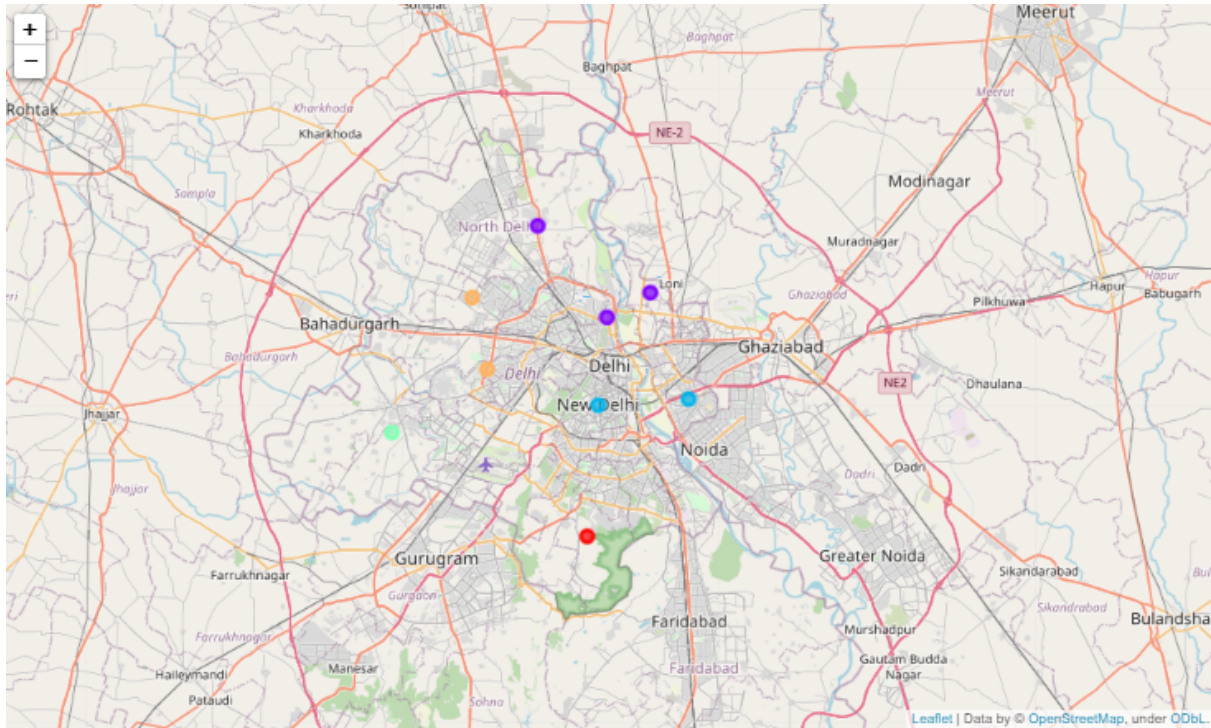 Sonipat
Meerut
+
−
Baghpat
Baghpat
Meerut
Rohtak
Kharkhoda
Kharkhoda
NE-2
Modinagar
Sampla
North Del
Muradnagar
Loni
Ghaziabad
Hapur
Hapur
Babugarh
Pilkhuwa
Bahadurgarh
Ghaziabad
Bahadurgarh
Delhi
Delhi
NE2
Dhaulana
New Delhi
Jhajjar
Noida
Dadri
Dadri
Jhajjar
Gurugram
Greater Noida
Farrukhnagar
Sikandarabad
Gurgaon
Sikandrabad
Faridabad
Bulandsha
Farrukhnagar
Murshadpur
Manesar
Faridabad
Gautam Budda
Nagar
Haileymandi
Pataudi
Sohna
Leaflet | Data by © OpenStreetMap, under ODbL.